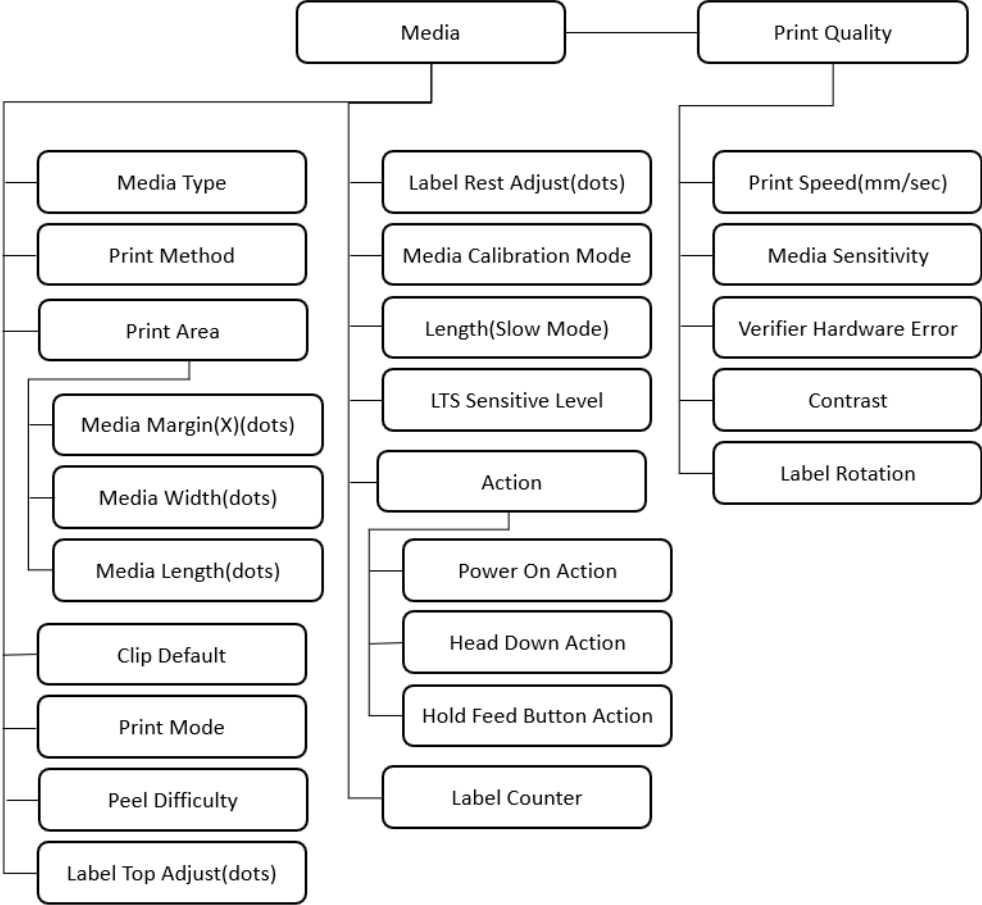 Media
Print Quality
Media Type
Print Method
Print Area
Media Margin(X)(dots)
Media Width(dots)
Media Length(dots)
Clip Default
Print Mode
Peel Difficulty
Label Top Adjust(dots)
Label Rest Adjust(dots)
Media Calibration Mode
Length(Slow Mode)
LTS Sensitive Level
Action
Power On Action
Head Down Action
Hold Feed Button Action
Label Counter
Print Speed(mm/sec)
Media Sensitivity
Verifier Hardware Error
Contrast
Label Rotation